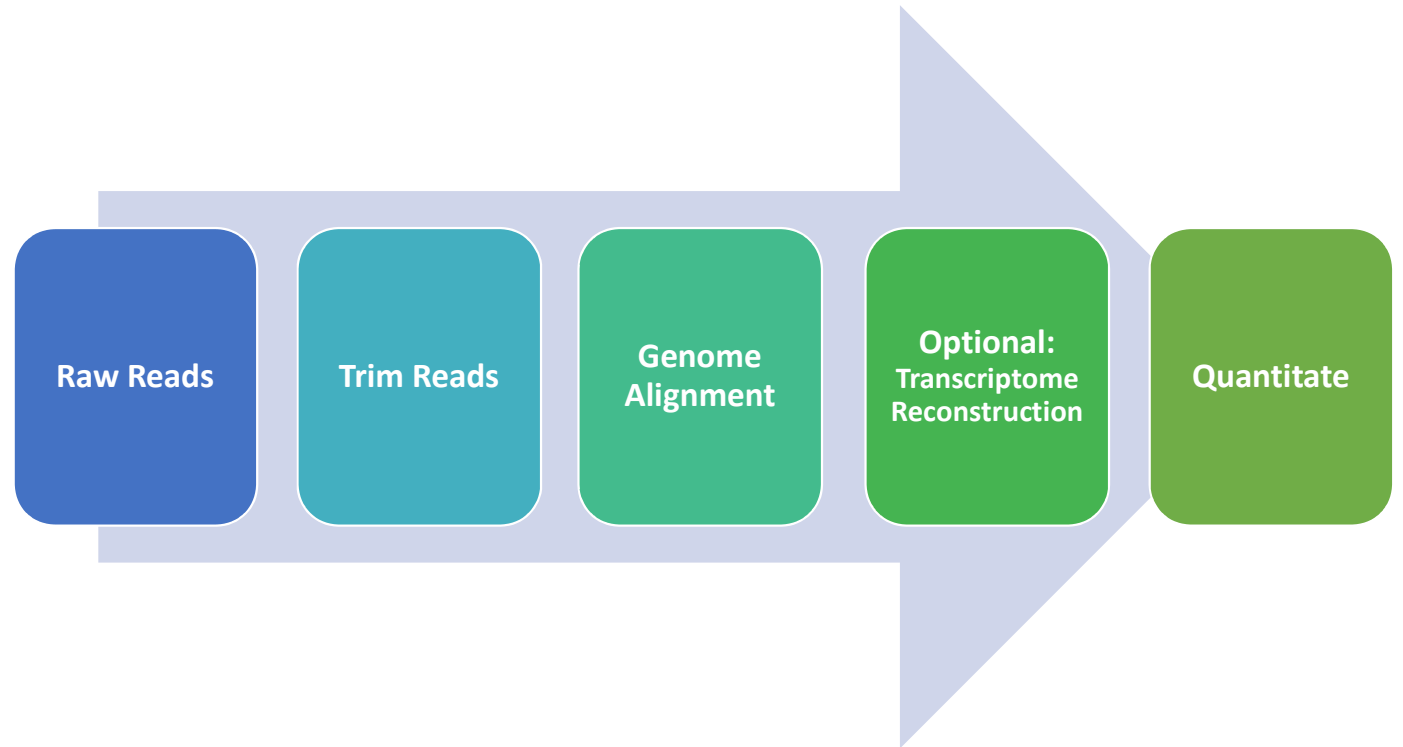 Raw Reads
Trim Reads
Genome
Alignment
Optional:
Transcriptome
Reconstruction
Quantitate